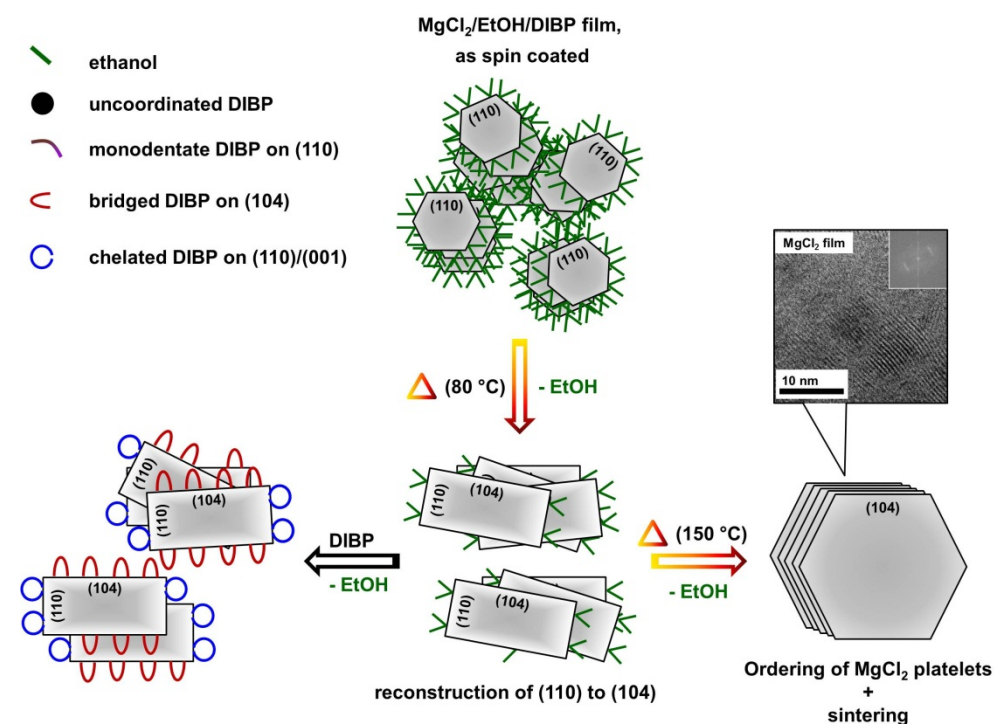 MgCl₂/EtOH/DIBP film,
as spin coated
ethanol
uncoordinated DIBP
monodentate DIBP on (110)
bridged DIBP on (104)
chelated DIBP on (110)/(001)
(110)
(110)
(110)
(110)
(80 °C)
- EtOH
MgCl₂ film
10 nm
(110)
(104)
(110)
(104)
(110)
(104)
DIBP
- EtOH
(150 °C)
- EtOH
(104)
(110)
(104)
(110)
(110)
(104)
reconstruction of (110) to (104)
Ordering of MgCl₂ platelets
+
sintering